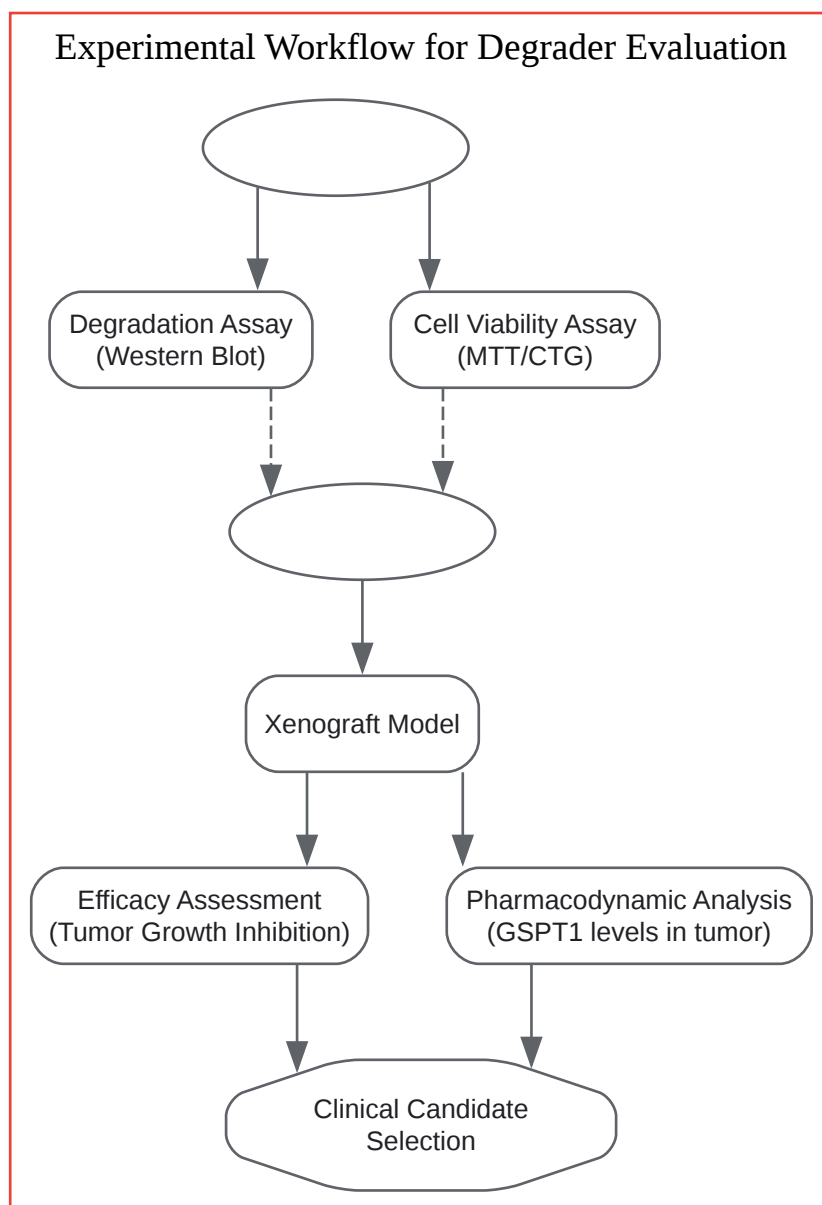 Experimental Workflow for Degrader Evaluation
Degradation Assay
(Western Blot)
Cell Viability Assay
(MTT/CTG)
Xenograft Model
Efficacy Assessment
(Tumor Growth Inhibition)
Pharmacodynamic Analysis
(GSPT1 levels in tumor)
Clinical Candidate
Selection